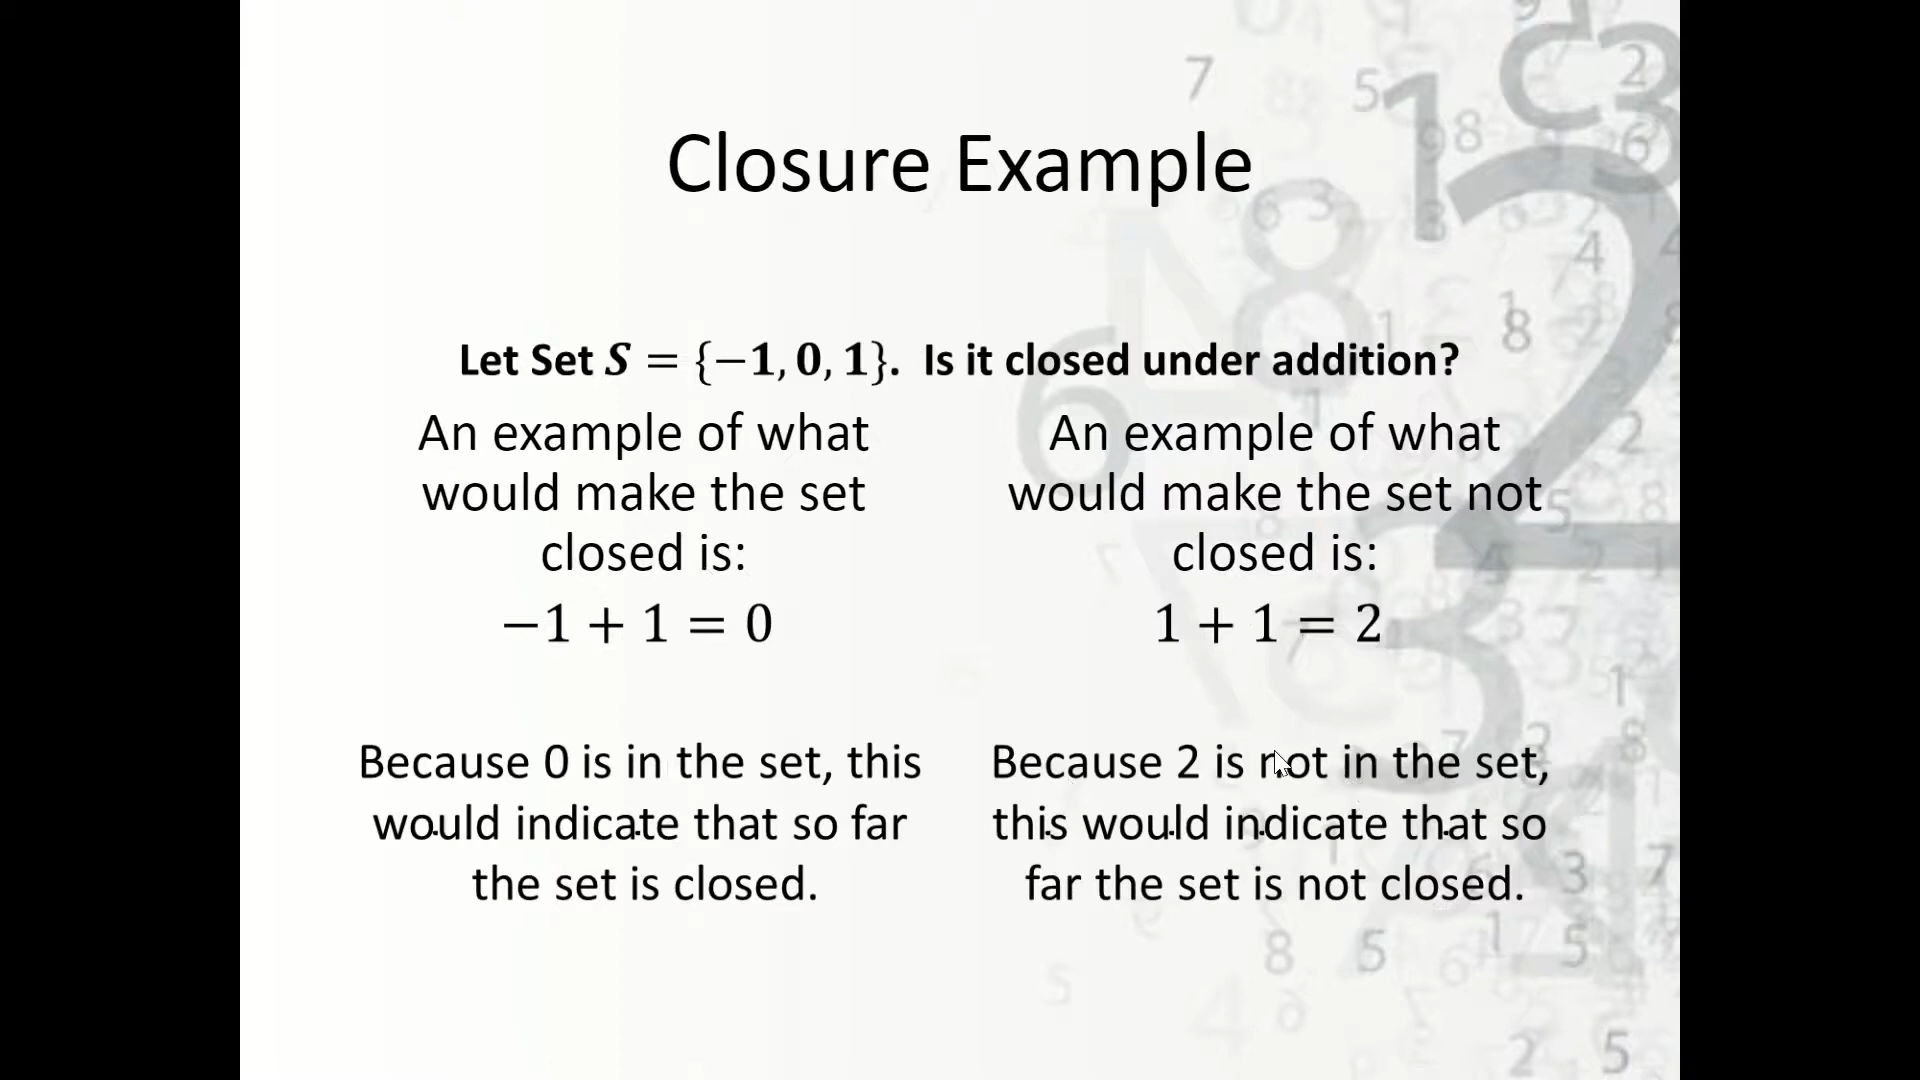 Closure Example
Let Set 𝑺 = {−𝟏, 𝟎, 𝟏}. Is it closed under addition?
An example of what
would make the set
closed is:
−1 + 1 = 0
Because 0 is in the set, this
would indicate that so far
the set is closed.
An example of what
would make the set not
closed is:
1 + 1 = 2
Because 2 is not in the set,
this would indicate that so
far the set is not closed.